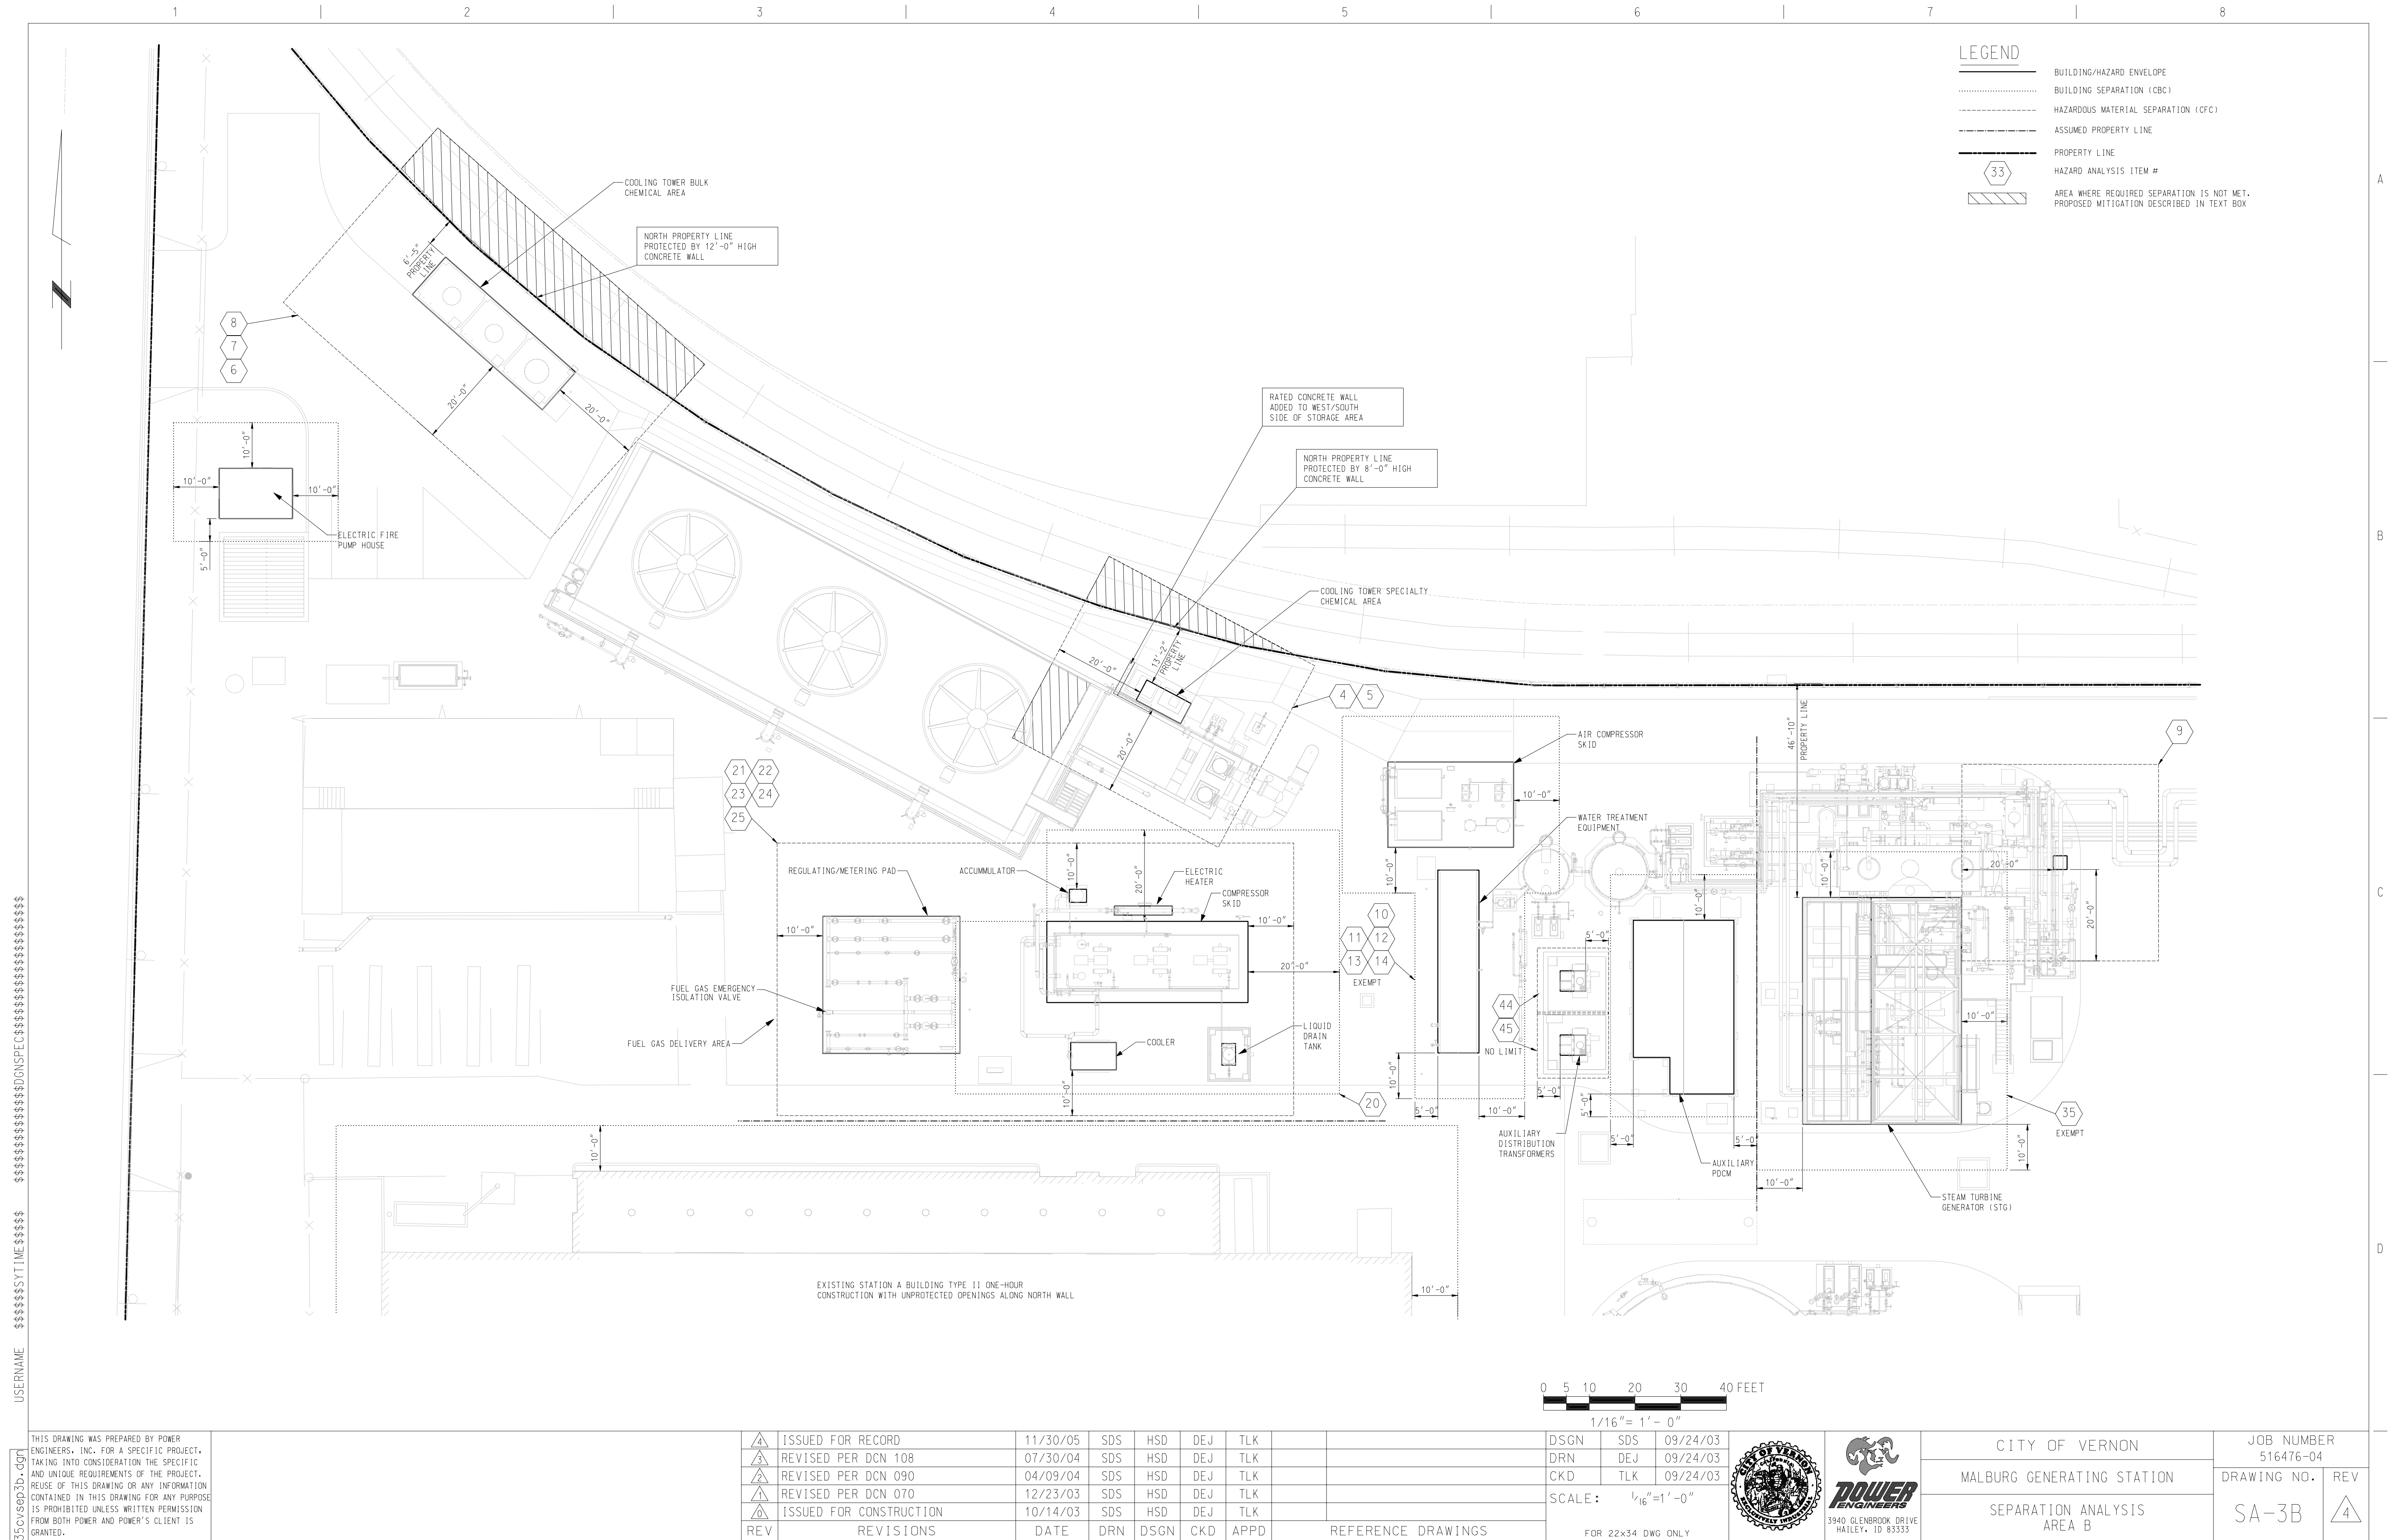 1 2 3 4 5 6 7 8
LEGEND
BUILDING/HAZARD ENVELOPE
BUILDING SEPARATION (CBC)
HAZARDOUS MATERIAL SEPARATION (CFC)
ASSUMED PROPERTY LINE
PROPERTY LINE
33
HAZARD ANALYSIS ITEM #
AREA WHERE REQUIRED SEPARATION IS NOT MET.
PROPOSED MITIGATION DESCRIBED IN TEXT BOX
A
B
C
D
COOLING TOWER BULK
CHEMICAL AREA
NORTH PROPERTY LINE
PROTECTED BY 12'-0" HIGH
CONCRETE WALL
6'-5"
PROPERTY
LINE
8
7
6
20'-0"
20'-0"
10'-0"
10'-0"
10'-0"
5'-0"
ELECTRIC FIRE
PUMP HOUSE
RATED CONCRETE WALL
ADDED TO WEST/SOUTH
SIDE OF STORAGE AREA
NORTH PROPERTY LINE
PROTECTED BY 8'-0" HIGH
CONCRETE WALL
COOLING TOWER SPECIALTY
CHEMICAL AREA
13'-2"
PROPERTY
LINE
20'-0"
20'-0"
4 5
AIR COMPRESSOR
SKID
10'-0"
10'-0"
46'-10"
PROPERTY LINE
9
WATER TREATMENT
EQUIPMENT
21 22
23 24
25
REGULATING/METERING PAD
ACCUMMULATOR
10'-0"
20'-0"
ELECTRIC
HEATER
COMPRESSOR
SKID
10'-0"
10'-0"
20'-0"
10
11 12
13 14
EXEMPT
FUEL GAS EMERGENCY
ISOLATION VALVE
FUEL GAS DELIVERY AREA
COOLER
LIQUID
DRAIN
TANK
10'-0"
20
44
45
NO LIMIT
5'-0"
5'-0"
10'-0"
5'-0"
10'-0"
10'-0"
10'-0"
20'-0"
20'-0"
10'-0"
35
EXEMPT
5'-0"
5'-0"
5'-0"
10'-0"
10'-0"
AUXILIARY
DISTRIBUTION
TRANSFORMERS
AUXILIARY
PDCM
STEAM TURBINE
GENERATOR (STG)
10'-0"
10'-0"
EXISTING STATION A BUILDING TYPE II ONE-HOUR
CONSTRUCTION WITH UNPROTECTED OPENINGS ALONG NORTH WALL
0 5 10 20 30 40 FEET
1/16"= 1'- 0"
THIS DRAWING WAS PREPARED BY POWER
ENGINEERS, INC. FOR A SPECIFIC PROJECT,
TAKING INTO CONSIDERATION THE SPECIFIC
AND UNIQUE REQUIREMENTS OF THE PROJECT.
REUSE OF THIS DRAWING OR ANY INFORMATION
CONTAINED IN THIS DRAWING FOR ANY PURPOSE
IS PROHIBITED UNLESS WRITTEN PERMISSION
FROM BOTH POWER AND POWER'S CLIENT IS
GRANTED.
4 ISSUED FOR RECORD 11/30/05 SDS HSD DEJ TLK
3 REVISED PER DCN 108 07/30/04 SDS HSD DEJ TLK
2 REVISED PER DCN 090 04/09/04 SDS HSD DEJ TLK
1 REVISED PER DCN 070 12/23/03 SDS HSD DEJ TLK
0 ISSUED FOR CONSTRUCTION 10/14/03 SDS HSD DEJ TLK
REV REVISIONS DATE DRN DSGN CKD APPD REFERENCE DRAWINGS
DSGN SDS 09/24/03
DRN DEJ 09/24/03
CKD TLK 09/24/03
SCALE: 1/16"=1'-0"
FOR 22x34 DWG ONLY
CITY OF VERNON
EXCLUSIVELY INDUSTRIAL
POWER
ENGINEERS
3940 GLENBROOK DRIVE
HAILEY, ID 83333
CITY OF VERNON
MALBURG GENERATING STATION
SEPARATION ANALYSIS
AREA B
JOB NUMBER
516476-04
DRAWING NO. REV
SA-3B 4